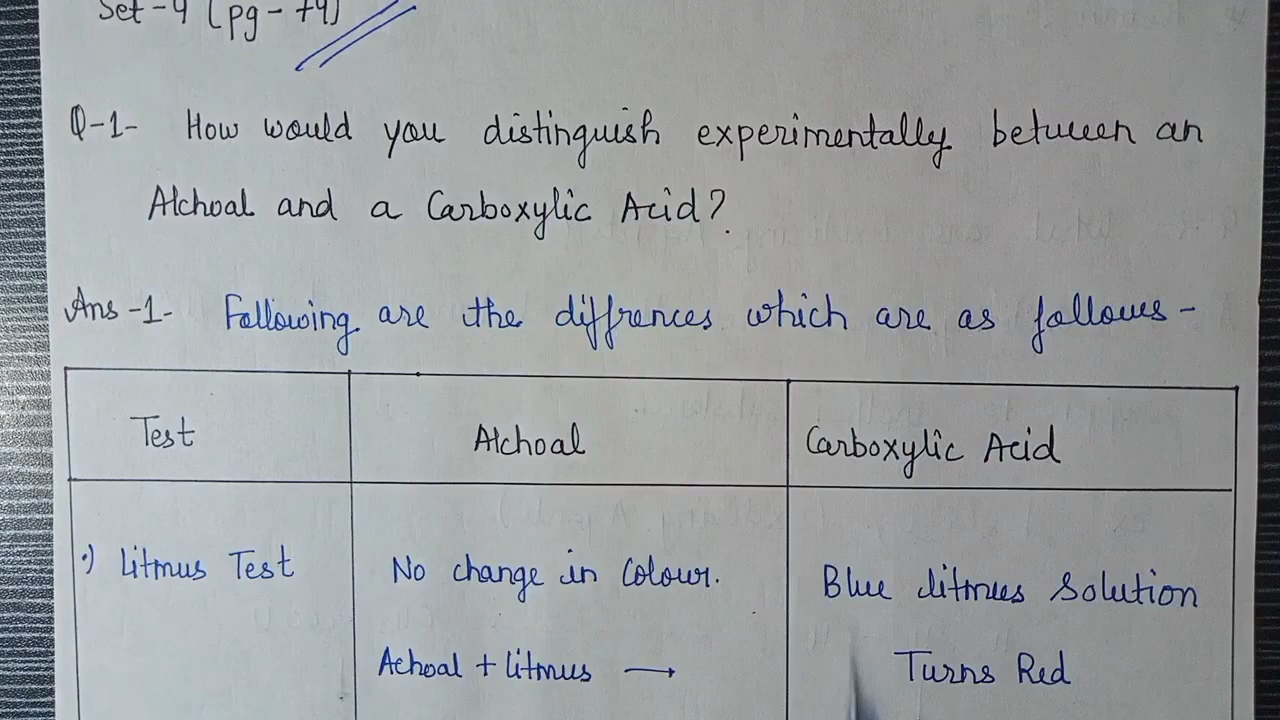 Set-4 (pg-74)
Q-1- How would you distinguish experimentally between an
Alchoal and a Carboxylic Acid?
Ans-1- Following are the diffrences which are as follows-
Test Alchoal Carboxylic Acid
•) Litmus Test No change in Colour. Blue litmus Solution
Achoal + litmus → Turns Red